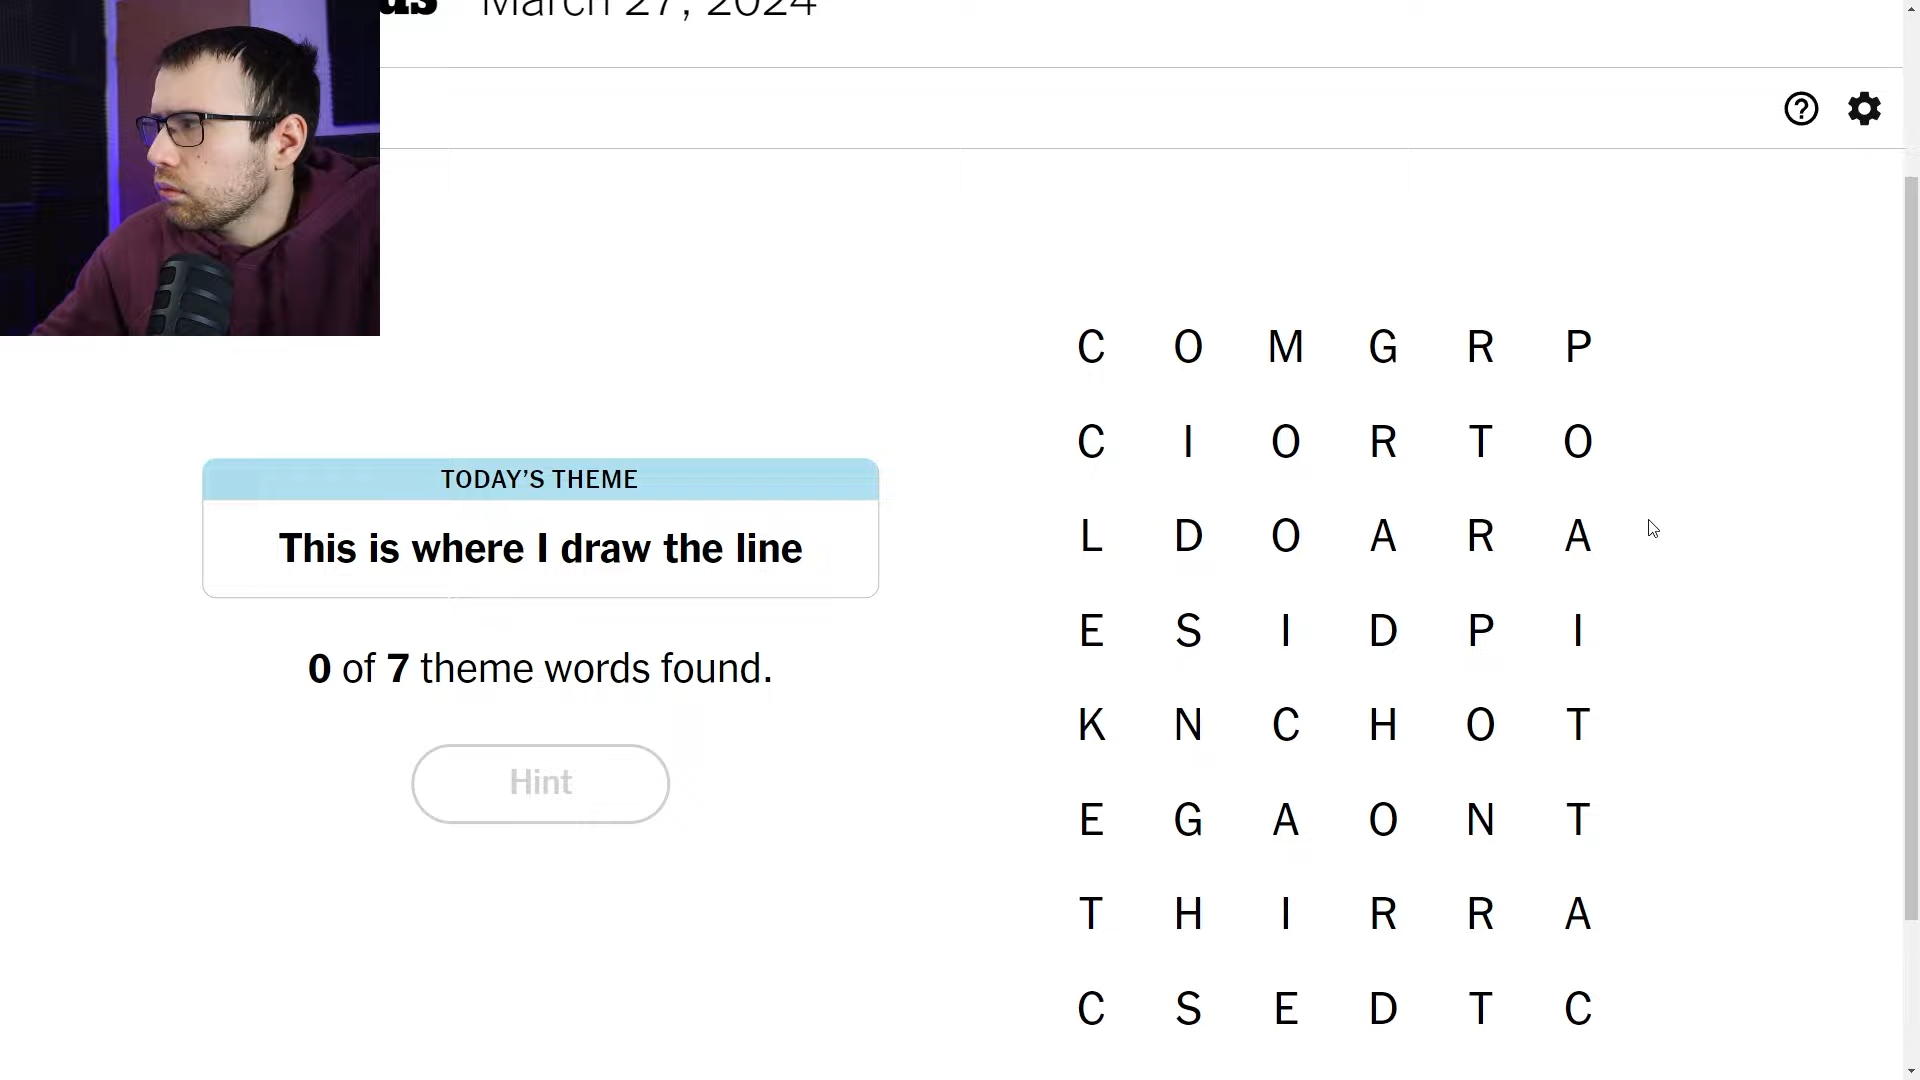 March 27, 2024
TODAY'S THEME
This is where I draw the line
0 of 7 theme words found.
Hint
C O M G R P
C I O R T O
L D O A R A
E S I D P I
K N C H O T
E G A O N T
T H I R R A
C S E D T C